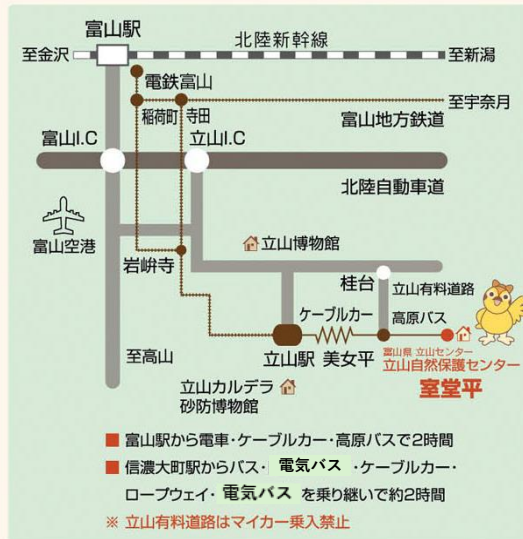 富山駅
北陸新幹線
至金沢
至新潟
電鉄富山
稲荷町 寺田
至宇奈月
富山地方鉄道
富山I.C
立山I.C
北陸自動車道
富山空港
立山博物館
岩峅寺
桂台
立山有料道路
ケーブルカー
高原バス
至高山
立山駅 美女平
富山県 立山センター
立山自然保護センター
室堂平
立山カルデラ
砂防博物館
■ 富山駅から電車・ケーブルカー・高原バスで2時間
■ 信濃大町駅からバス・ 電気バス ・ケーブルカー・
ロープウェイ・ 電気バス を乗り継いで約2時間
※ 立山有料道路はマイカー乗入禁止